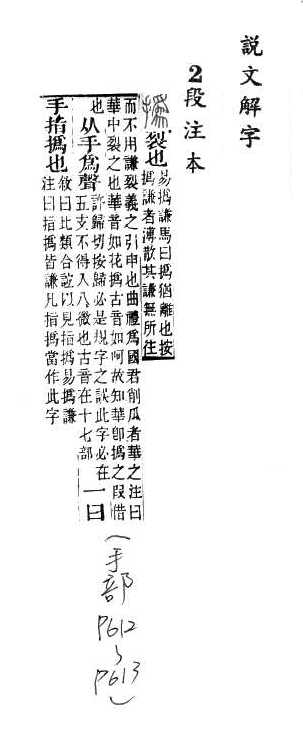 說文解字
2段注本
撝裂也
易撝謙馬曰撝猶離也按
撝謙者溥散其謙無所往
而不用謙裂義之引申也曲禮爲國君削瓜者華之注曰
華中裂之也華音如花撝古音如呵故知華卽撝之叚借
也从手爲聲
許歸切按歸必是規字之誤此字必在
五支不得入八微也古音在十七部
一曰
手指撝也
敘曰比類合誼以見指撝易撝謙
注曰指撝皆謙凡指撝當作此字
(手部
P612
~
P613
)